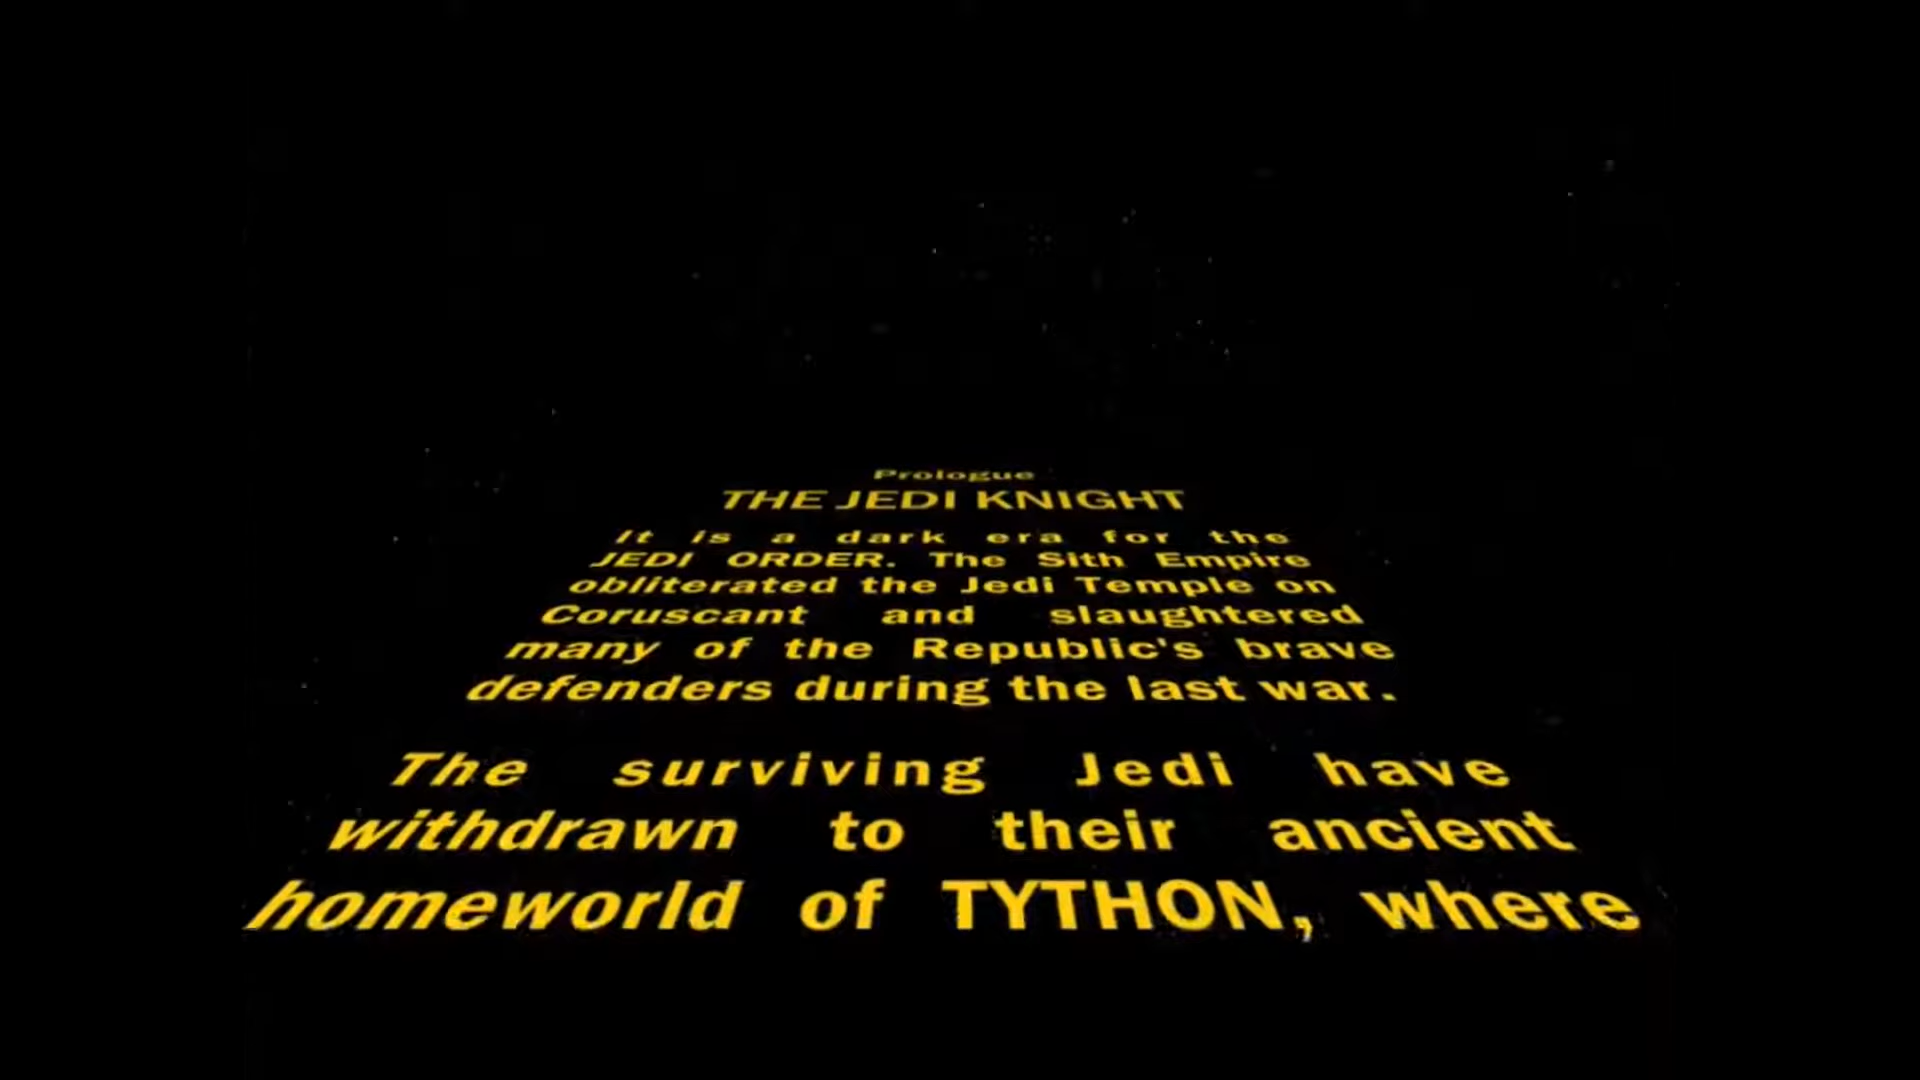 Prologue
THE JEDI KNIGHT
It is a dark era for the
JEDI ORDER. The Sith Empire
obliterated the Jedi Temple on
Coruscant and slaughtered
many of the Republic's brave
defenders during the last war.
The surviving Jedi have
withdrawn to their ancient
homeworld of TYTHON, where